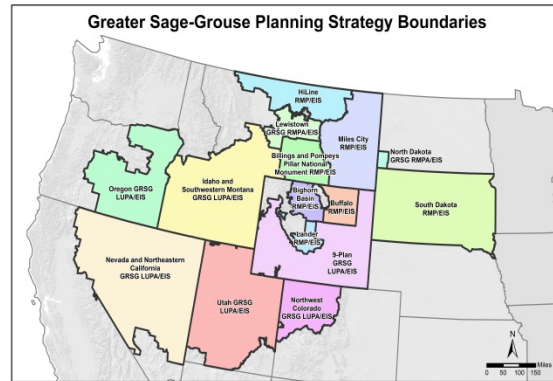 Greater Sage-Grouse Planning Strategy Boundaries
HiLine
RMP/EIS
Lewistown
GRSG RMPA/EIS
Miles City
RMP/EIS
North Dakota
GRSG RMPA/EIS
Billings and Pompeys
Pillar National
Monument RMP/EIS
Oregon GRSG
LUPA/EIS
Idaho and
Southwestern Montana
GRSG LUPA/EIS
Bighorn
Basin
RMP/EIS
Buffalo
RMP/EIS
South Dakota
RMP/EIS
Lander
RMP/EIS
9-Plan
GRSG
LUPA/EIS
Nevada and Northeastern
California
GRSG LUPA/EIS
Utah GRSG
LUPA/EIS
Northwest
Colorado
GRSG LUPA/EIS
N
Miles
0 50 100 150